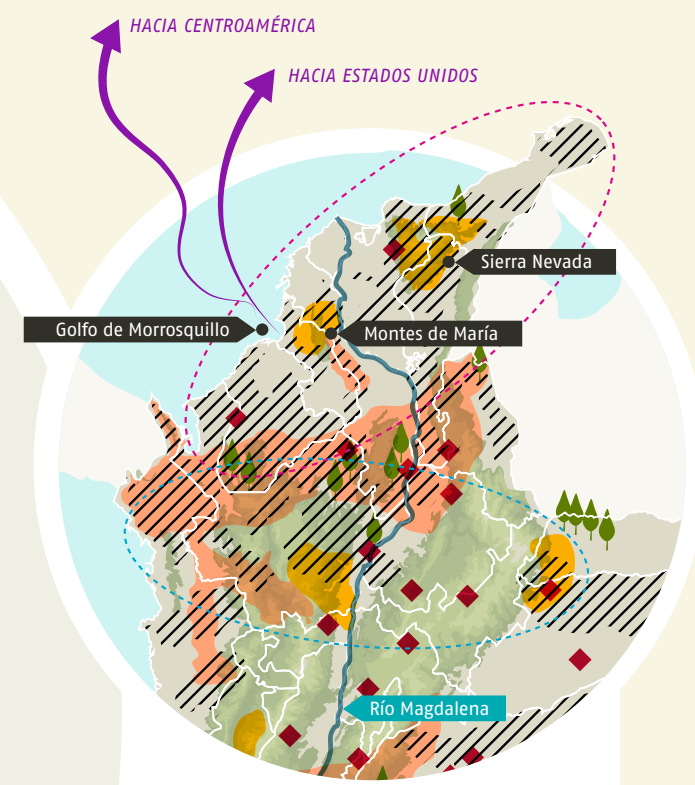 HACIA CENTROAMÉRICA
HACIA ESTADOS UNIDOS
Sierra Nevada
Golfo de Morrosquillo
Montes de María
Río Magdalena